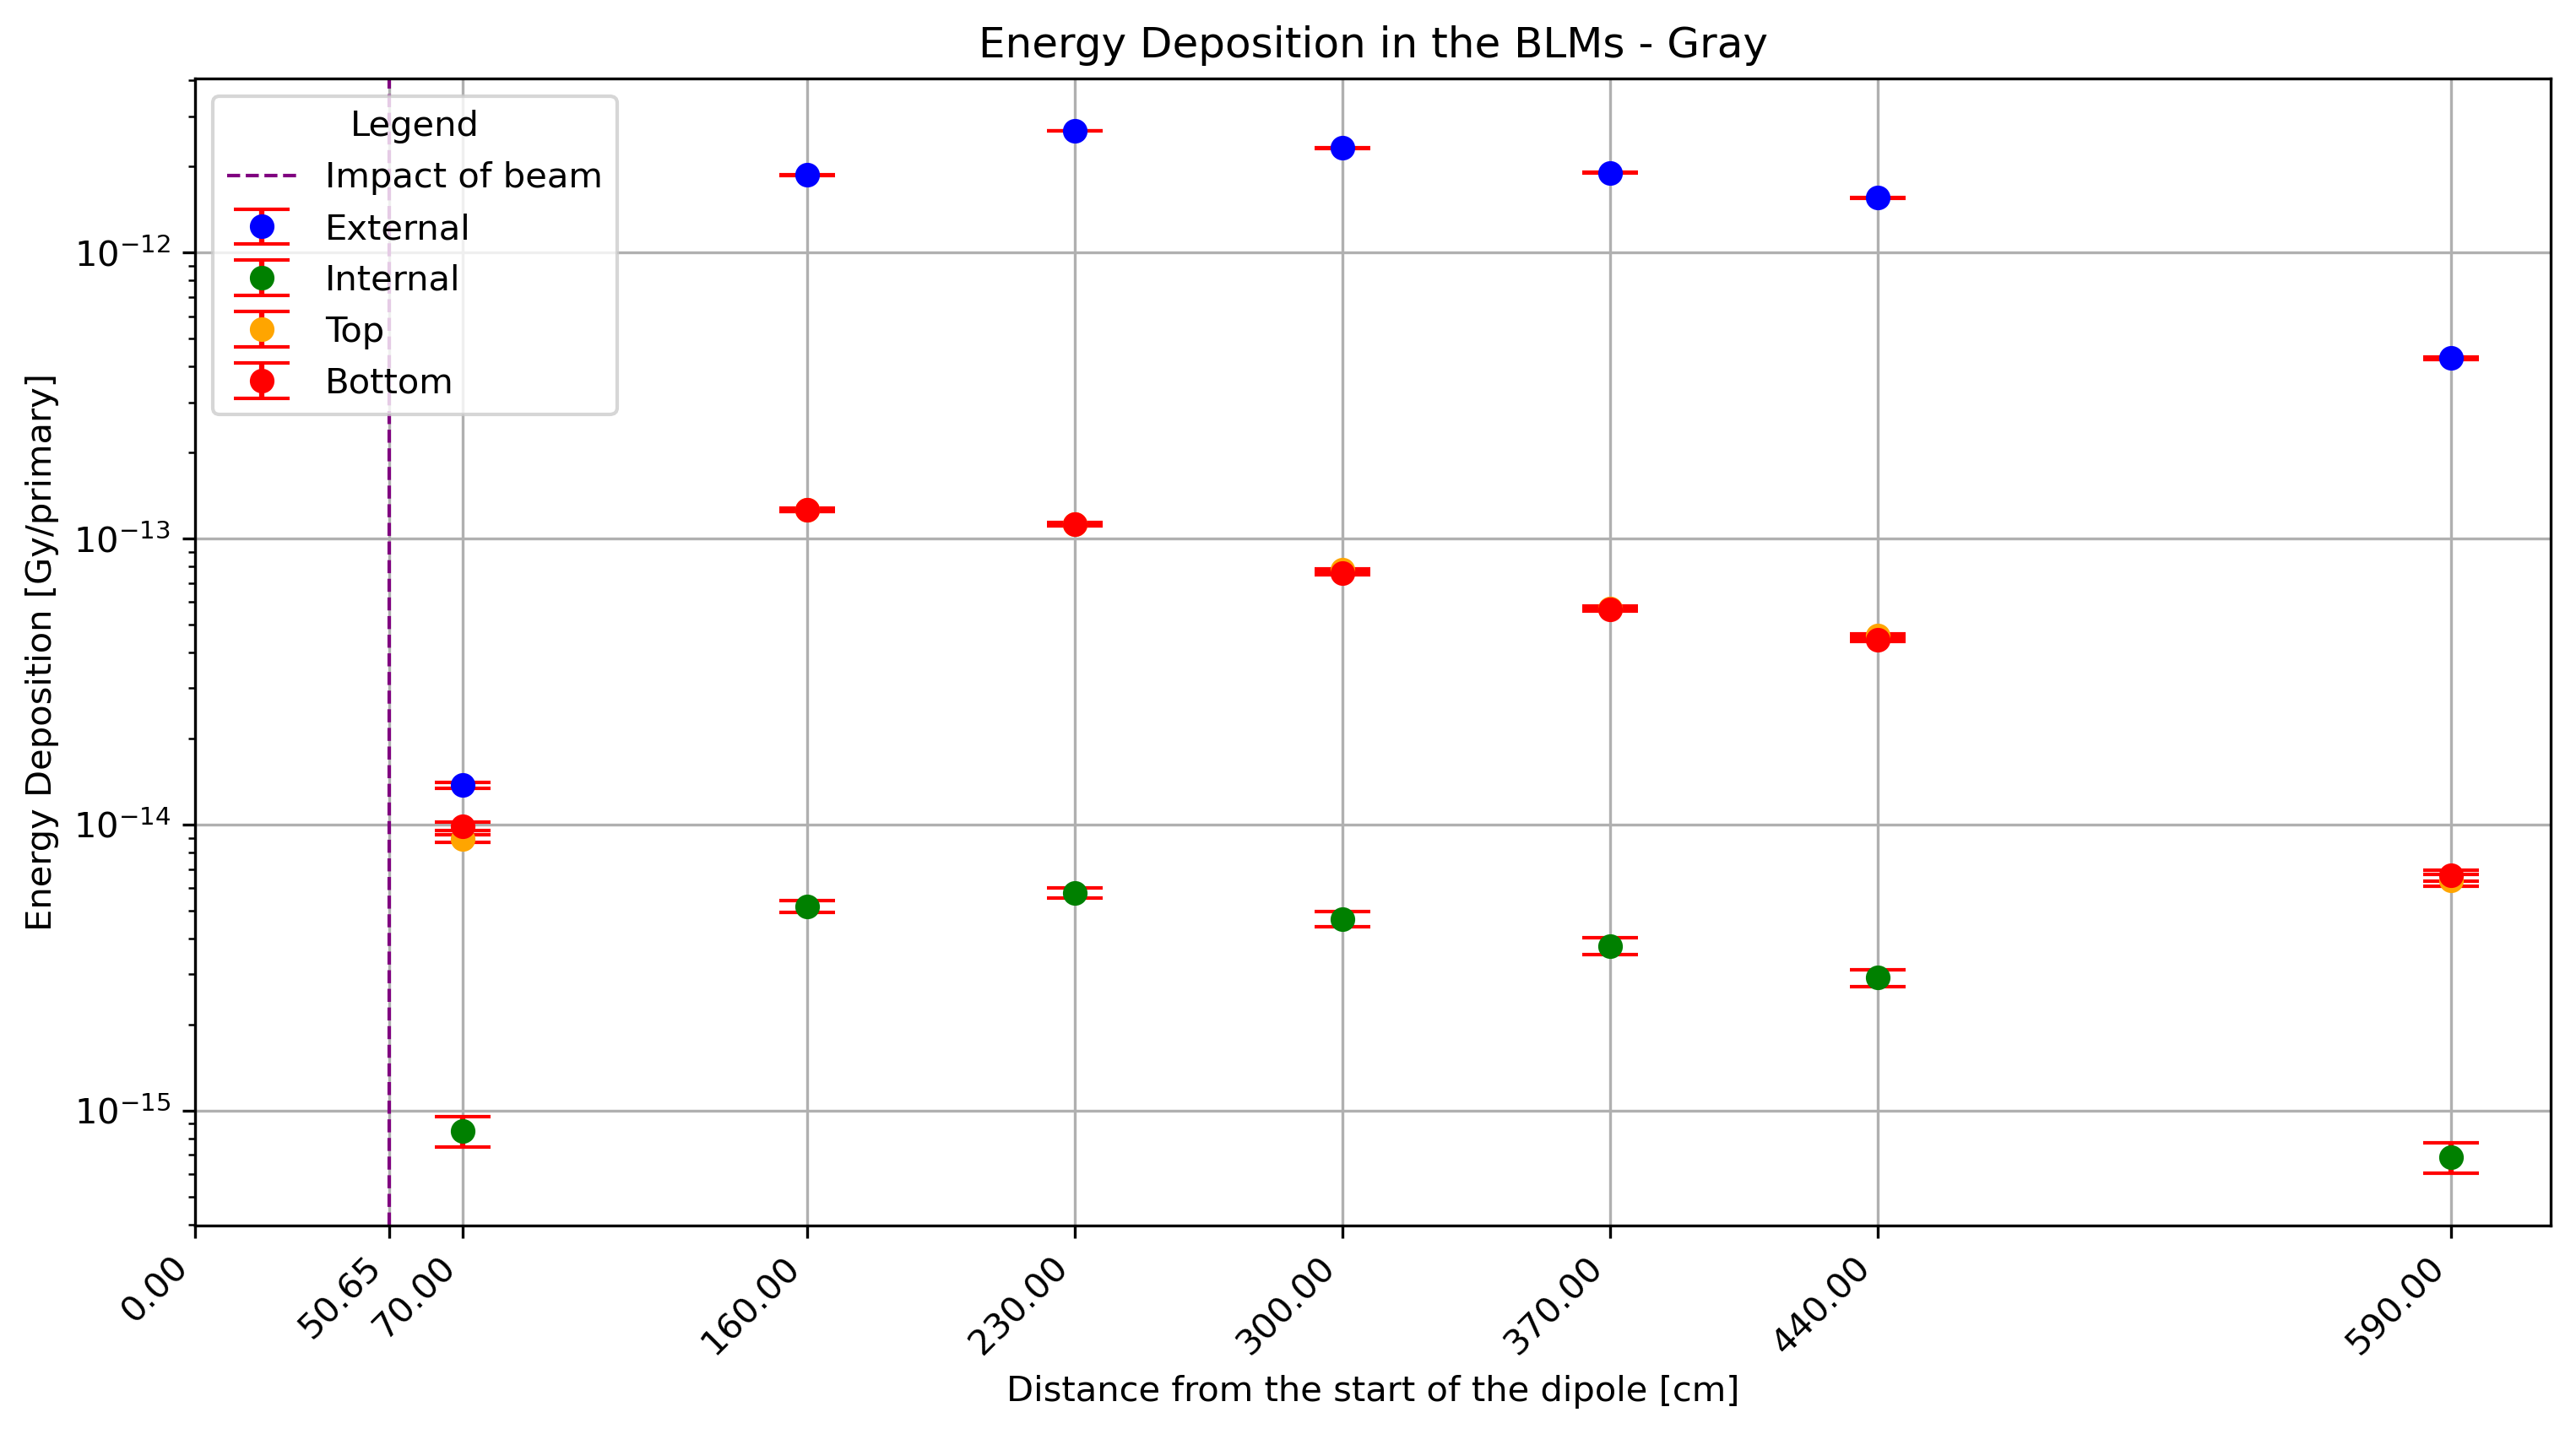 Energy Deposition in the BLMs - Gray
Legend
Impact of beam
External
Internal
Top
Bottom
Energy Deposition [Gy/primary]
10⁻¹²
10⁻¹³
10⁻¹⁴
10⁻¹⁵
0.00
50.65
70.00
160.00
230.00
300.00
370.00
440.00
590.00
Distance from the start of the dipole [cm]